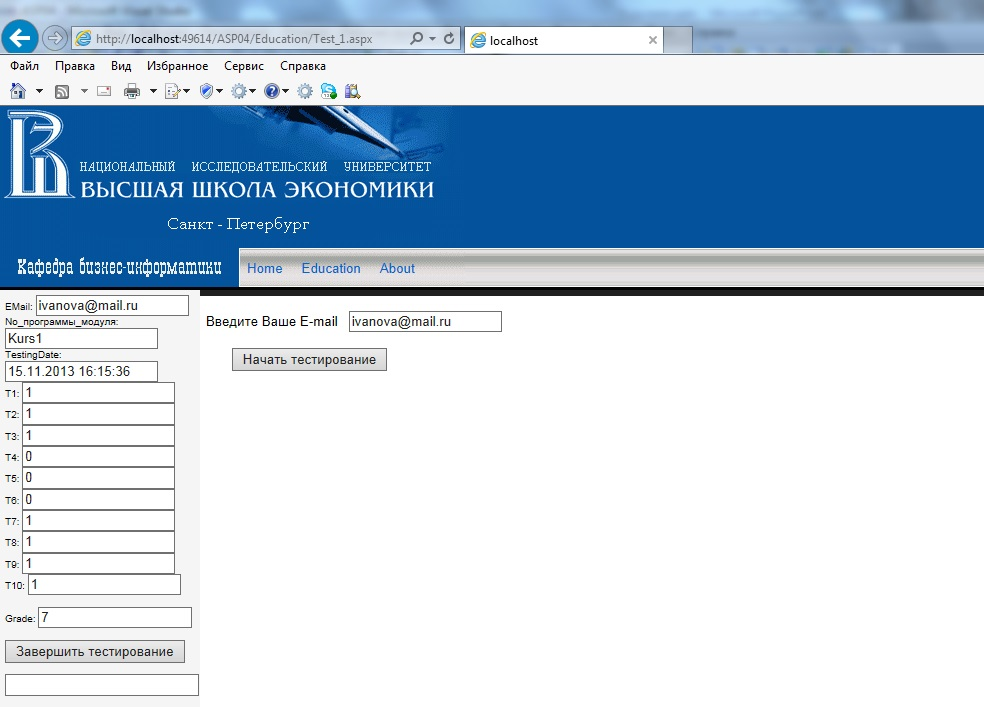 http://localhost:49614/ASP04/Education/Test_1.aspx
localhost
Файл Правка Вид Избранное Сервис Справка
НАЦИОНАЛЬНЫЙ ИССЛЕДОВАТЕЛЬСКИЙ УНИВЕРСИТЕТ
ВЫСШАЯ ШКОЛА ЭКОНОМИКИ
Санкт - Петербург
Кафедра бизнес-информатики
Home Education About
EMail: ivanova@mail.ru
No_программы_модуля:
Kurs1
TestingDate:
15.11.2013 16:15:36
T1: 1
T2: 1
T3: 1
T4: 0
T5: 0
T6: 0
T7: 1
T8: 1
T9: 1
T10: 1
Grade: 7
Завершить тестирование
Введите Ваше E-mail ivanova@mail.ru
Начать тестирование